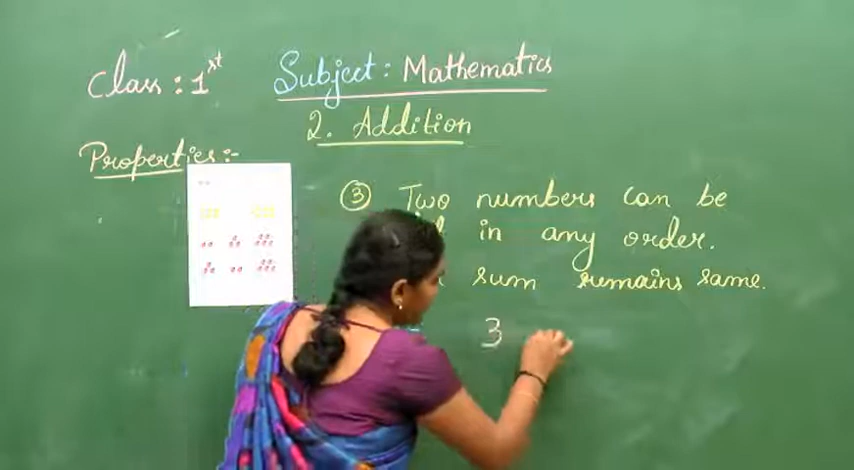 Class : 1st
Subject : Mathematics
2. Addition
Properties :-
③ Two numbers can be
in any order.
sum remains same.
3